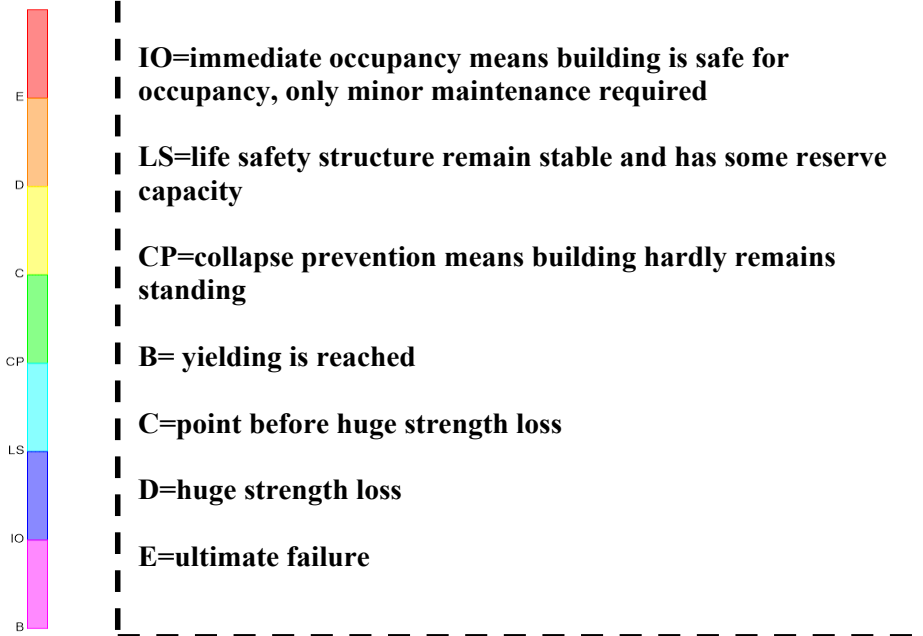 E
D
C
CP
LS
IO
B
IO=immediate occupancy means building is safe for
occupancy, only minor maintenance required
LS=life safety structure remain stable and has some reserve
capacity
CP=collapse prevention means building hardly remains
standing
B= yielding is reached
C=point before huge strength loss
D=huge strength loss
E=ultimate failure